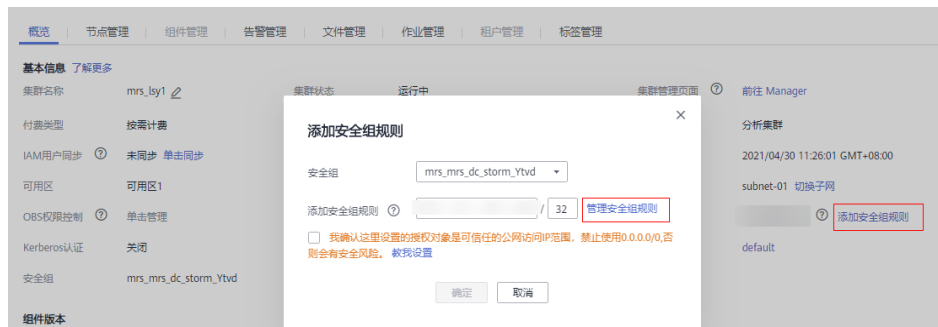 概览 节点管理 组件管理 告警管理 文件管理 作业管理 租户管理 标签管理
基本信息 了解更多
集群名称 mrs_lsy1 集群状态 运行中 集群管理页面 ? 前往 Manager
付费类型 按需计费 分析集群
IAM用户同步 ? 未同步 单击同步 2021/04/30 11:26:01 GMT+08:00
可用区 可用区1 subnet-01 切换子网
OBS权限控制 ? 单击管理 ? 添加安全组规则
Kerberos认证 关闭 default
安全组 mrs_mrs_dc_storm_Ytvd
组件版本
添加安全组规则
安全组 mrs_mrs_dc_storm_Ytvd
添加安全组规则 ? / 32 管理安全组规则
我确认这里设置的授权对象是可信任的公网访问IP范围，禁止使用0.0.0.0/0,否
则会有安全风险。 教我设置
确定 取消